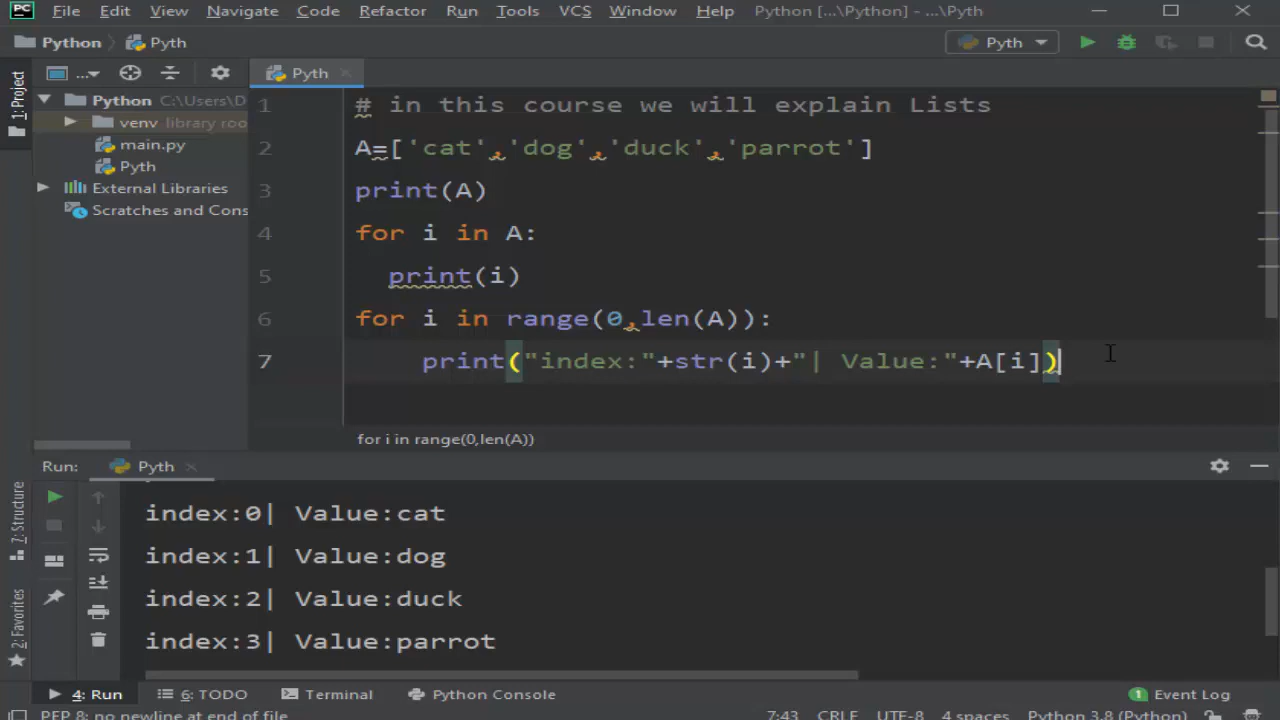 PC File Edit View Navigate Code Refactor Run Tools VCS Window Help Python [...\Python] - ...\Pyth
Python Pyth Pyth
1: Project ... Pyth
Python C:\Users\D
venv library roo
main.py
Pyth
External Libraries
Scratches and Cons
1 # in this course we will explain Lists
2 A=['cat','dog','duck','parrot']
3 print(A)
4 for i in A:
5 print(i)
6 for i in range(0,len(A)):
7 print("index:"+str(i)+"| Value:"+A[i])
for i in range(0,len(A))
Run: Pyth
index:0| Value:cat
index:1| Value:dog
index:2| Value:duck
index:3| Value:parrot
7: Structure
2: Favorites
4: Run 6: TODO Terminal Python Console 1 Event Log
PEP 8: no newline at end of file 7:43 CRLF UTF-8 4 spaces Python 3.8 (Python)